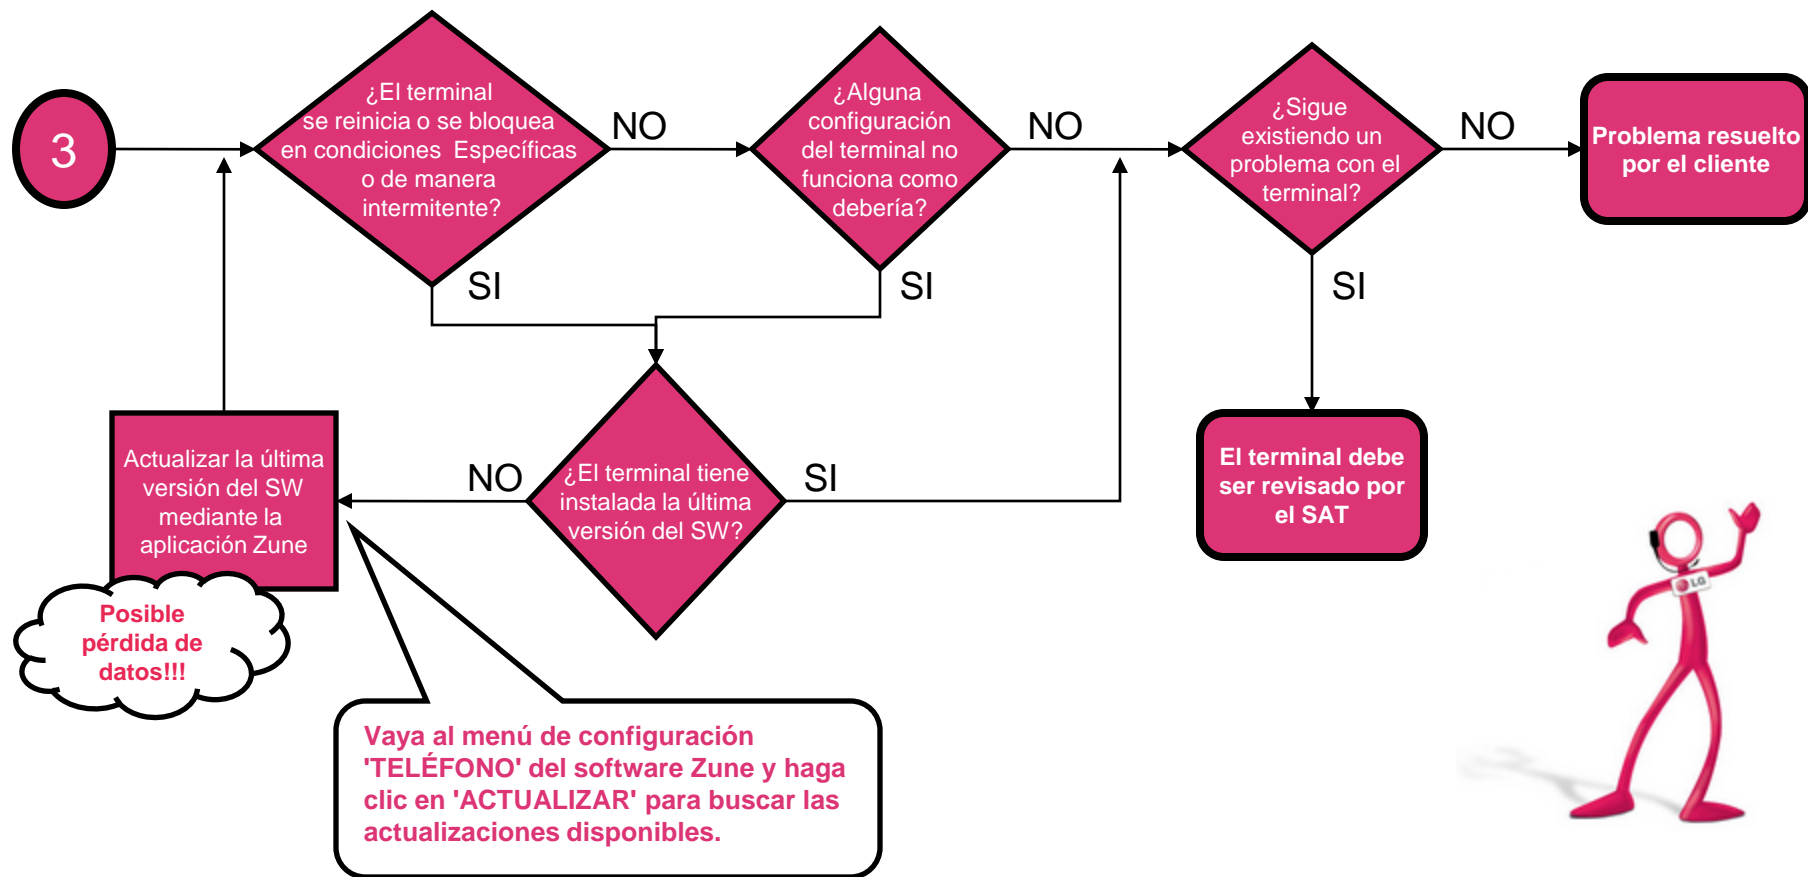 3
¿El terminal
se reinicia o se bloquea
en condiciones  Específicas
o de manera
intermitente?
NO
SI
¿Alguna
configuración
del terminal no
funciona como
debería?
NO
SI
¿Sigue
existiendo un
problema con el
terminal?
NO
SI
Problema resuelto
por el cliente
Actualizar la última
versión del SW
mediante la
aplicación Zune
NO
¿El terminal tiene
instalada la última
versión del SW?
SI
El terminal debe
ser revisado por
el SAT
Posible
pérdida de
datos!!!
Vaya al menú de configuración
'TELÉFONO' del software Zune y haga
clic en 'ACTUALIZAR' para buscar las
actualizaciones disponibles.
LG